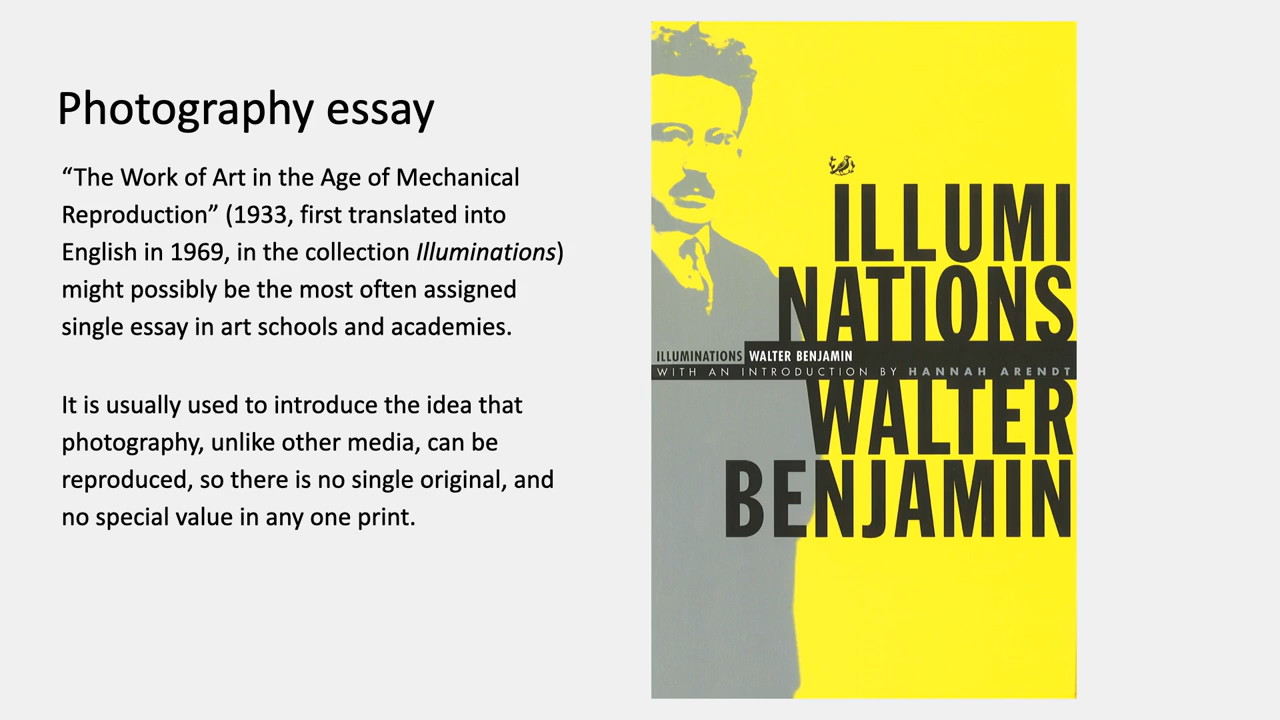 Photography essay
“The Work of Art in the Age of Mechanical
Reproduction” (1933, first translated into
English in 1969, in the collection Illuminations)
might possibly be the most often assigned
single essay in art schools and academies.
It is usually used to introduce the idea that
photography, unlike other media, can be
reproduced, so there is no single original, and
no special value in any one print.
ILLUMI
NATIONS
ILLUMINATIONS WALTER BENJAMIN
WITH AN INTRODUCTION BY HANNAH ARENDT
WALTER
BENJAMIN